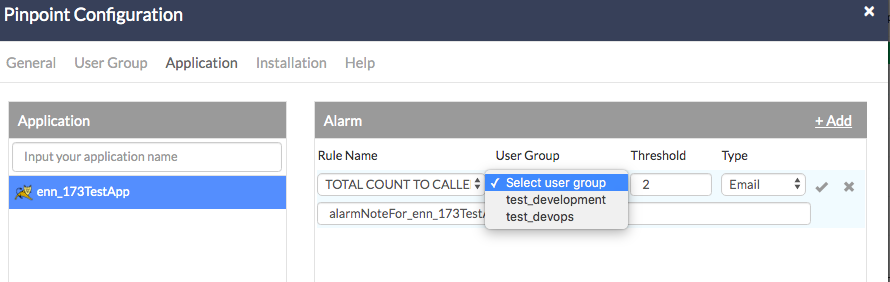 Pinpoint Configuration ×
General User Group Application Installation Help
Application
Input your application name
enn_173TestApp
Alarm + Add
Rule Name User Group Threshold Type
TOTAL COUNT TO CALLE ✓ Select user group 2 Email
test_development
test_devops
alarmNoteFor_enn_173Test